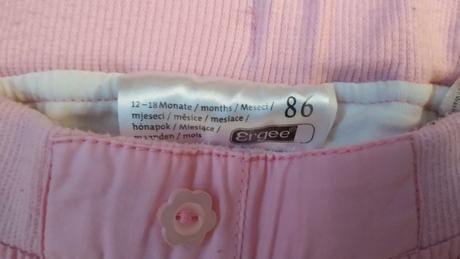 12–18 Monate / months / Meseci /
mjeseci / měsíce / mesiace /
hónapok / Miesiące /
maanden / mois
86
Ergee